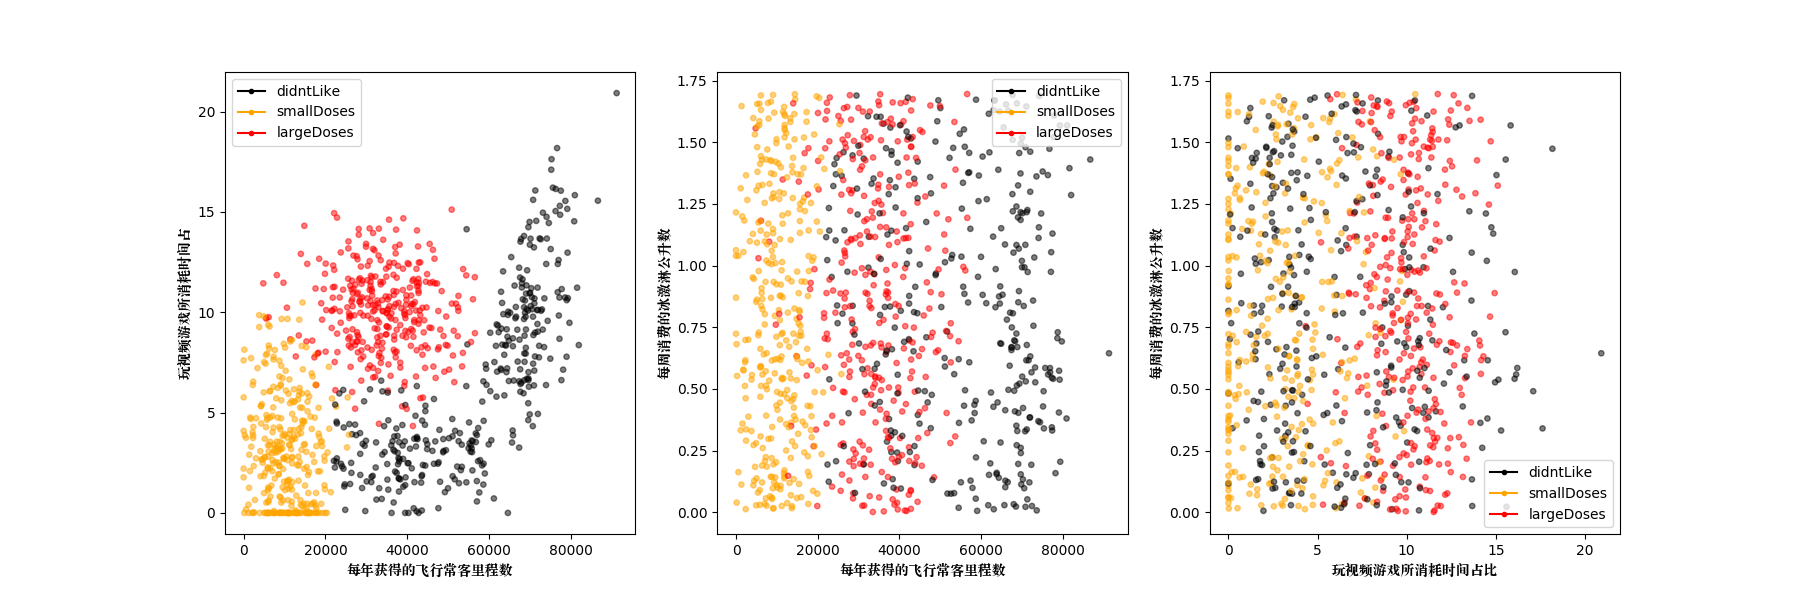 didntLike
smallDoses
largeDoses
20
15
10
5
0
玩视频游戏所消耗时间占
0
20000
40000
60000
80000
每年获得的飞行常客里程数
didntLike
smallDoses
largeDoses
1.75
1.50
1.25
1.00
0.75
0.50
0.25
0.00
每周消费的冰激淋公升数
0
20000
40000
60000
80000
每年获得的飞行常客里程数
1.75
1.50
1.25
1.00
0.75
0.50
0.25
0.00
每周消费的冰激淋公升数
didntLike
smallDoses
largeDoses
0
5
10
15
20
玩视频游戏所消耗时间占比